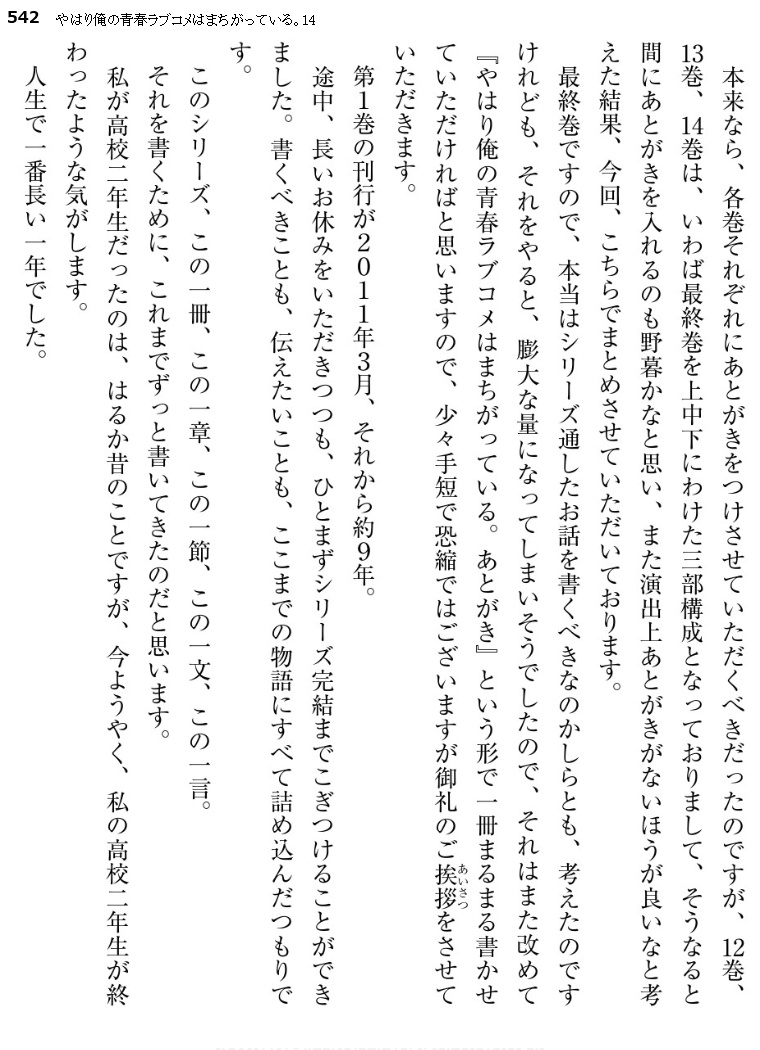 542 やはり俺の青春ラブコメはまちがっている。14
　本来なら、各巻それぞれにあとがきをつけさせていただくべきだったのですが、12巻、
13巻、14巻は、いわば最終巻を上中下にわけた三部構成となっておりまして、そうなると
間にあとがきを入れるのも野暮かなと思い、また演出上あとがきがないほうが良いなと考
えた結果、今回、こちらでまとめさせていただいております。
　最終巻ですので、本当はシリーズ通したお話を書くべきなのかしらとも、考えたのです
けれども、それをやると、膨大な量になってしまいそうでしたので、それはまた改めて
『やはり俺の青春ラブコメはまちがっている。あとがき』という形で一冊まるまる書かせ
ていただければと思いますので、少々手短で恐縮ではございますが御礼のご挨拶をさせて
あいさつ
いただきます。
　第１巻の刊行が２０１１年３月、それから約９年。
　途中、長いお休みをいただきつつも、ひとまずシリーズ完結までこぎつけることができ
ました。書くべきことも、伝えたいことも、ここまでの物語にすべて詰め込んだつもりで
す。
　このシリーズ、この一冊、この一章、この一節、この一文、この一言。
　それを書くために、これまでずっと書いてきたのだと思います。
　私が高校二年生だったのは、はるか昔のことですが、今ようやく、私の高校二年生が終
わったような気がします。
　人生で一番長い一年でした。